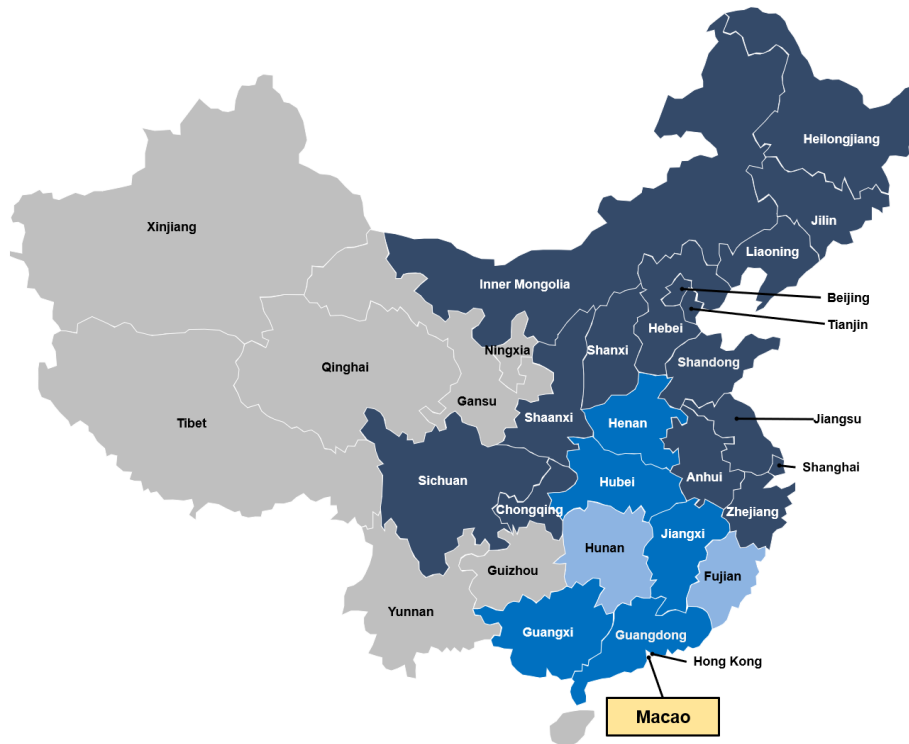 Heilongjiang
Jilin
Xinjiang
Liaoning
Inner Mongolia
Beijing
Tianjin
Hebei
Ningxia
Shanxi
Shandong
Qinghai
Gansu
Tibet
Shaanxi
Henan
Jiangsu
Shanghai
Anhui
Sichuan
Hubei
Chongqing
Zhejiang
Jiangxi
Hunan
Guizhou
Fujian
Yunnan
Guangxi
Guangdong
Hong Kong
Macao